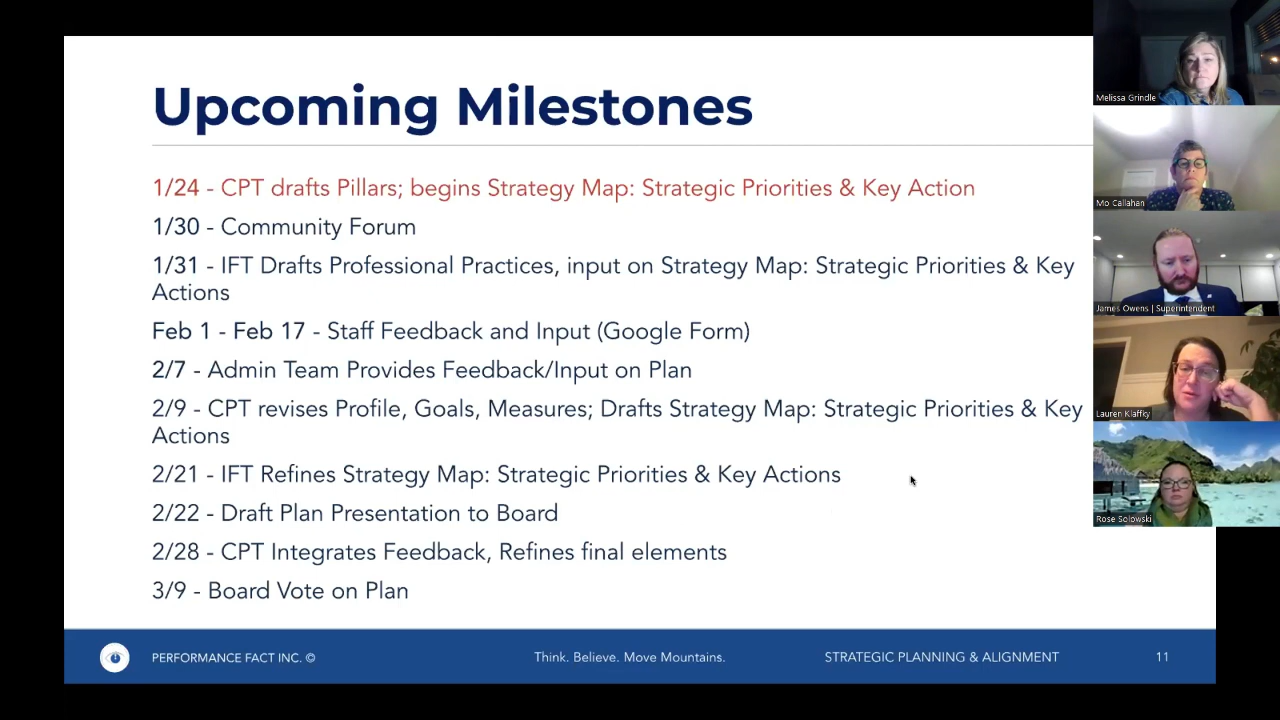 Upcoming Milestones
1/24 - CPT drafts Pillars; begins Strategy Map: Strategic Priorities & Key Action
1/30 - Community Forum
1/31 - IFT Drafts Professional Practices, input on Strategy Map: Strategic Priorities & Key
Actions
Feb 1 - Feb 17 - Staff Feedback and Input (Google Form)
2/7 - Admin Team Provides Feedback/Input on Plan
2/9 - CPT revises Profile, Goals, Measures; Drafts Strategy Map: Strategic Priorities & Key
Actions
2/21 - IFT Refines Strategy Map: Strategic Priorities & Key Actions
2/22 - Draft Plan Presentation to Board
2/28 - CPT Integrates Feedback, Refines final elements
3/9 - Board Vote on Plan
PERFORMANCE FACT INC. ©
Think. Believe. Move Mountains.
STRATEGIC PLANNING & ALIGNMENT
11
Melissa Grindle
Mo Callahan
James Owens | Superintendent
Lauren Klaffky
Rose Solowski